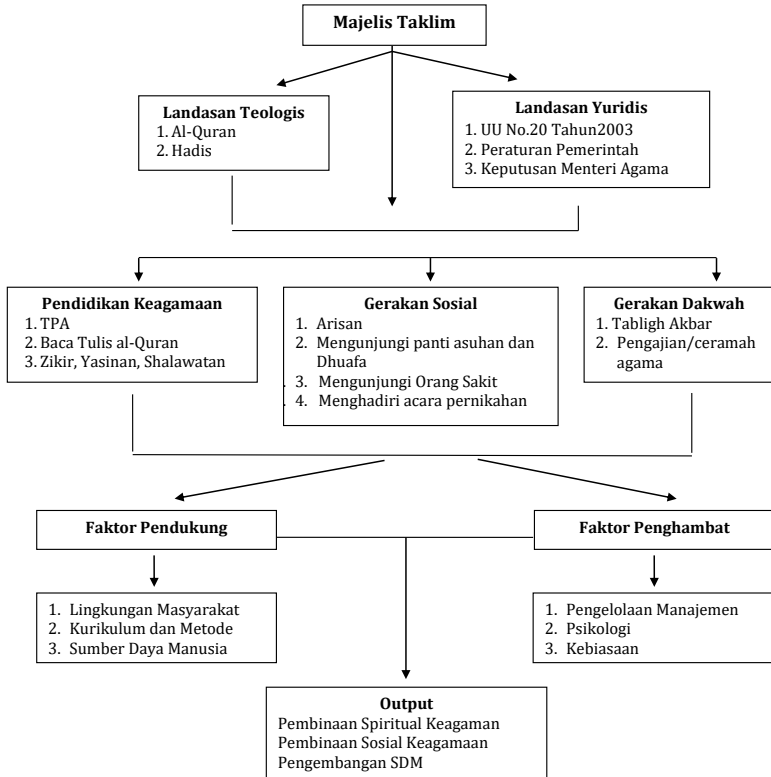 Majelis Taklim
Landasan Teologis
1. Al-Quran
2. Hadis
Landasan Yuridis
1. UU No.20 Tahun2003
2. Peraturan Pemerintah
3. Keputusan Menteri Agama
Pendidikan Keagamaan
1. TPA
2. Baca Tulis al-Quran
3. Zikir, Yasinan, Shalawatan
Gerakan Sosial
1. Arisan
2. Mengunjungi panti asuhan dan
Dhuafa
. 3. Mengunjungi Orang Sakit
. 4. Menghadiri acara pernikahan
Gerakan Dakwah
1. Tabligh Akbar
2. Pengajian/ceramah
agama
Faktor Pendukung
Faktor Penghambat
1. Lingkungan Masyarakat
2. Kurikulum dan Metode
3. Sumber Daya Manusia
1. Pengelolaan Manajemen
2. Psikologi
3. Kebiasaan
Output
Pembinaan Spiritual Keagaman
Pembinaan Sosial Keagamaan
Pengembangan SDM